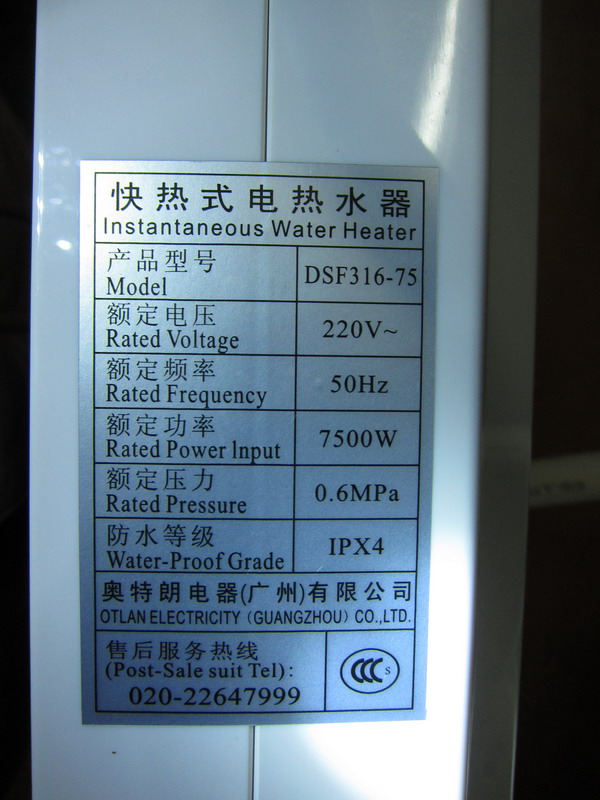 快热式电热水器
Instantaneous Water Heater
产品型号
Model
DSF316-75
额定电压
Rated Voltage
220V~
额定频率
Rated Frequency
50Hz
额定功率
Rated Power lnput
7500W
额定压力
Rated Pressure
0.6MPa
防水等级
Water-Proof Grade
IPX4
奥特朗电器(广州)有限公司
OTLAN ELECTRICITY (GUANGZHOU) CO.,LTD.
售后服务热线
(Post-Sale suit Tel):
020-22647999
CCC S